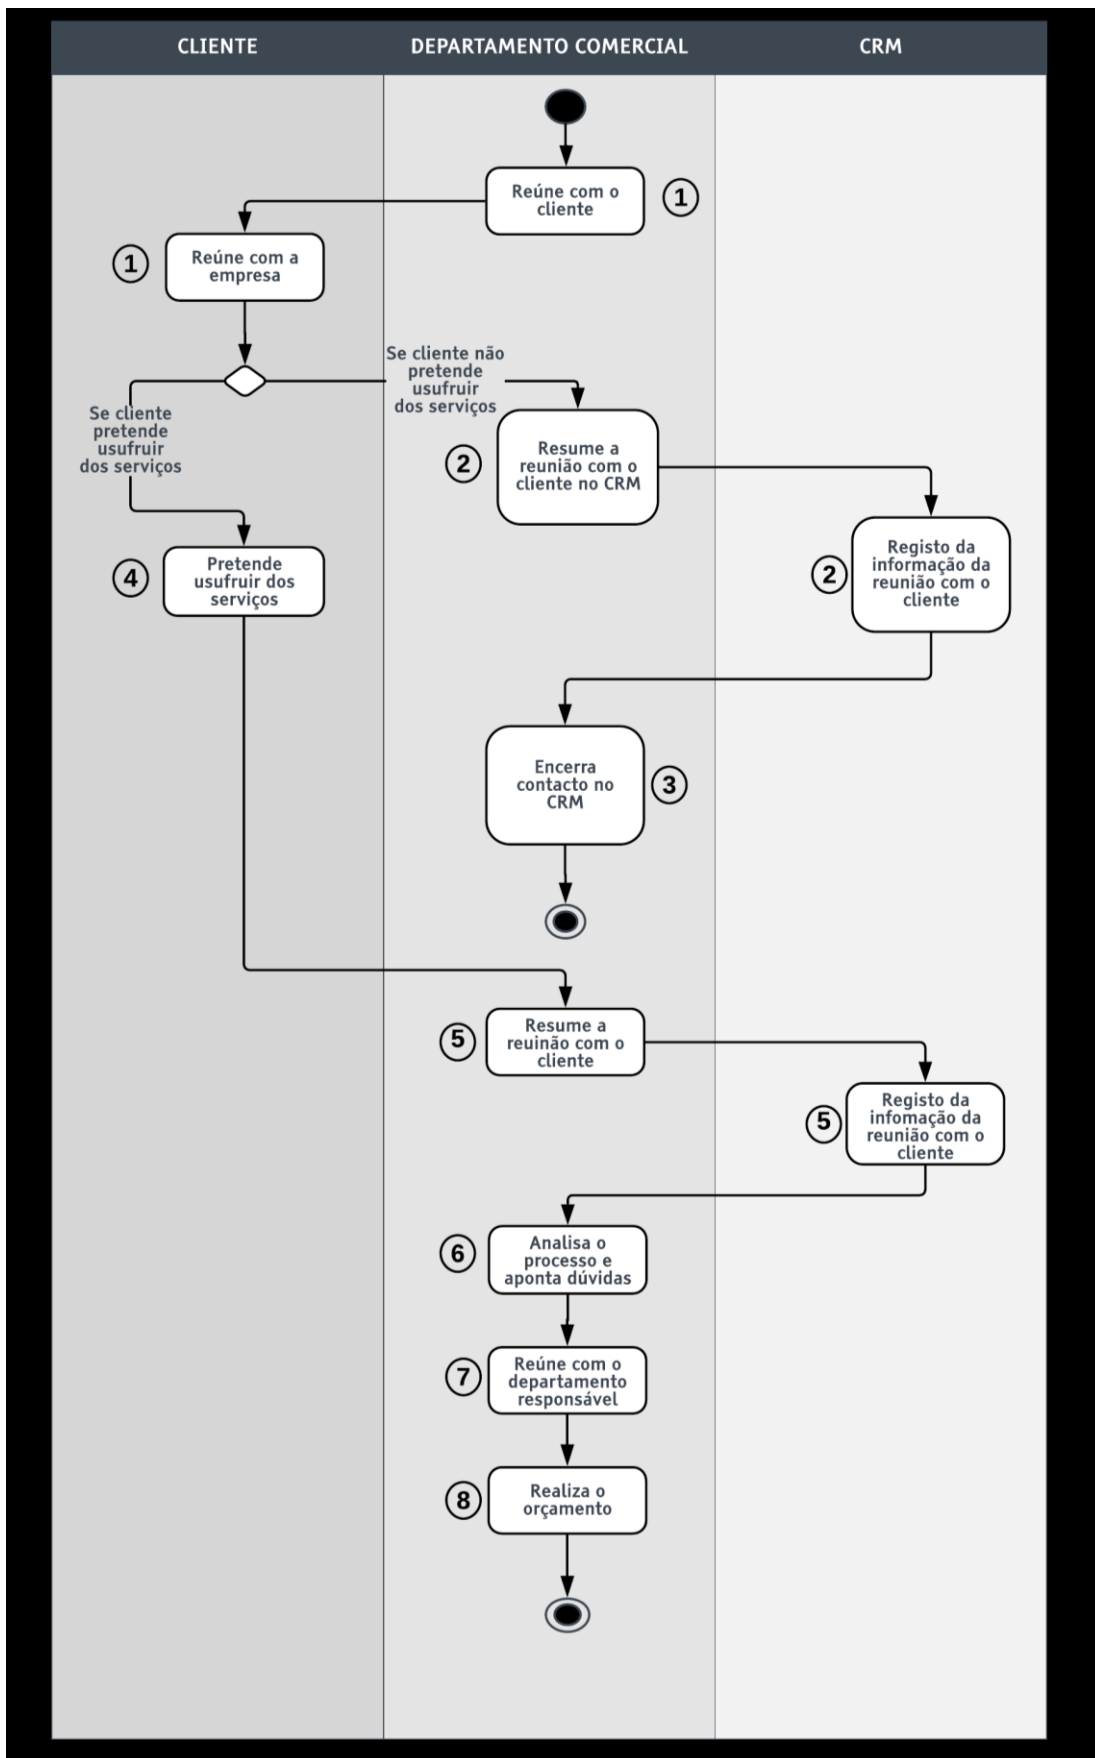 CLIENTE
DEPARTAMENTO COMERCIAL
CRM
Reúne com o
cliente
1
1
Reúne com a
empresa
Se cliente não
pretende
usufruir
dos serviços
Se cliente
pretende
usufruir
dos serviços
2
Resume a
reunião com o
cliente no CRM
2
Registo da
informação da
reunião com o
cliente
4
Pretende
usufruir dos
serviços
Encerra
contacto no
CRM
3
5
Resume a
reuinão com o
cliente
5
Registo da
infomação da
reunião com o
cliente
6
Analisa o
processo e
aponta dúvidas
7
Reúne com o
departamento
responsável
8
Realiza o
orçamento